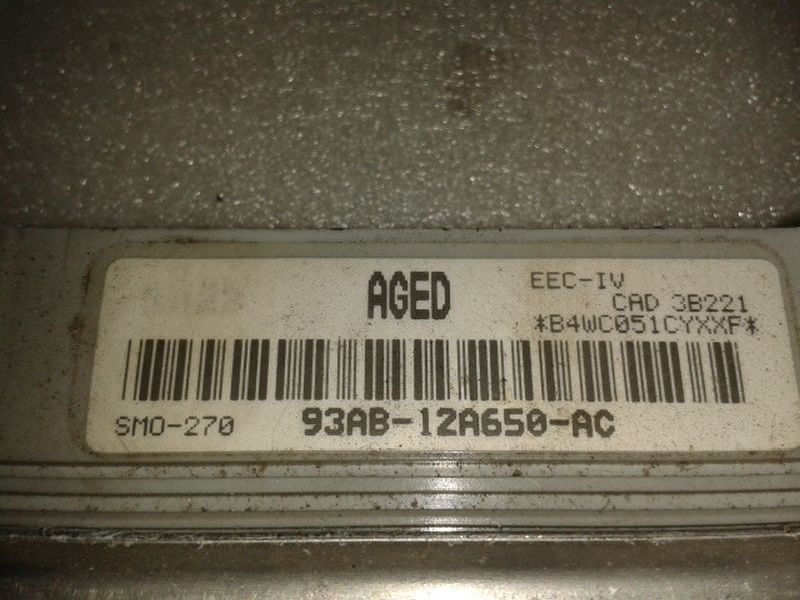 AGED
EEC-IV
CAD 3B221
*B4WC051CYXXF*
SMO-270
93AB-12A650-AC